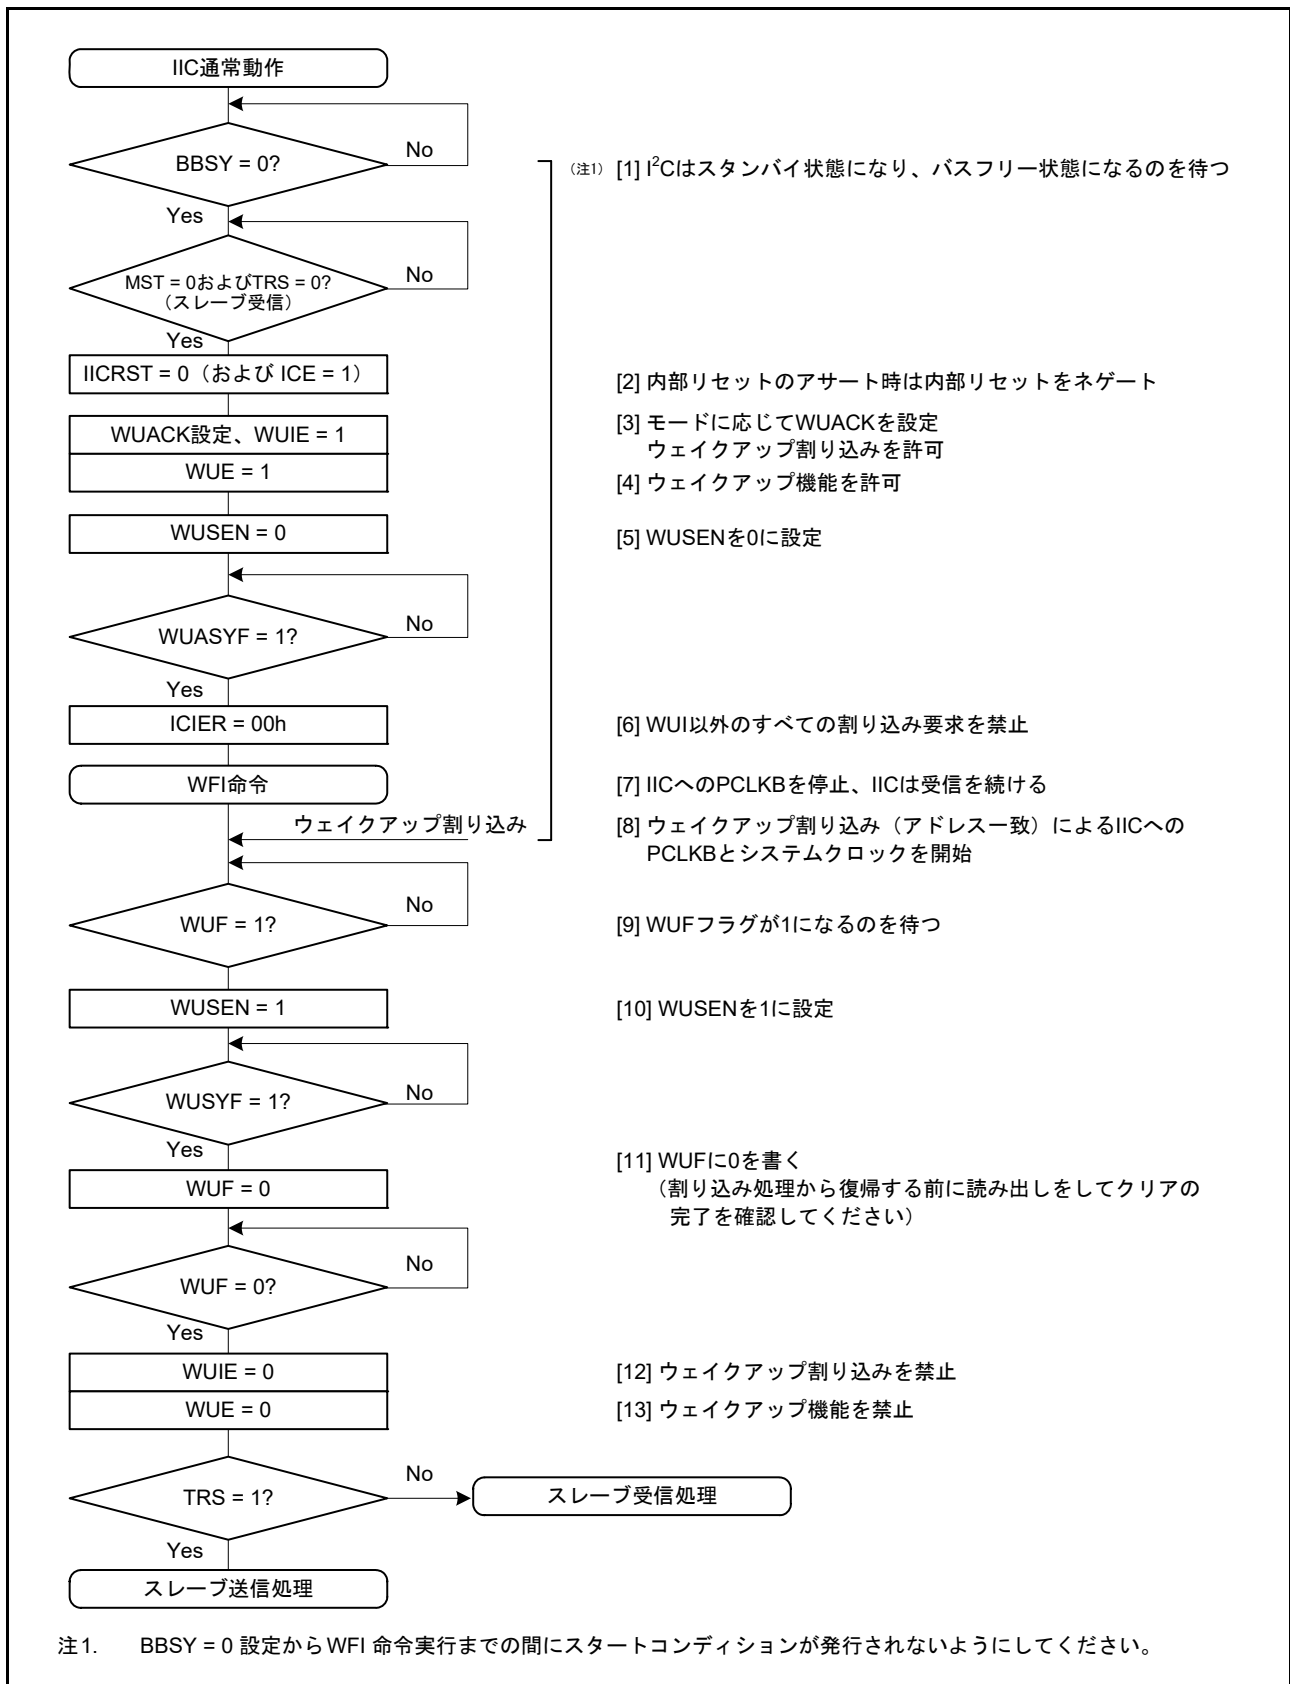 IIC通常動作
BBSY = 0?
No
（注1） [1] I²Cはスタンバイ状態になり、バスフリー状態になるのを待つ
Yes
MST = 0およびTRS = 0?
（スレーブ受信）
No
Yes
IICRST = 0（および ICE = 1）
[2] 内部リセットのアサート時は内部リセットをネゲート
WUACK設定、WUIE = 1
[3] モードに応じてWUACKを設定
ウェイクアップ割り込みを許可
WUE = 1
[4] ウェイクアップ機能を許可
WUSEN = 0
[5] WUSENを0に設定
WUASYF = 1?
No
Yes
ICIER = 00h
[6] WUI以外のすべての割り込み要求を禁止
WFI命令
[7] IICへのPCLKBを停止、IICは受信を続ける
ウェイクアップ割り込み
[8] ウェイクアップ割り込み（アドレス一致）によるIICへの
PCLKBとシステムクロックを開始
WUF = 1?
No
[9] WUFフラグが1になるのを待つ
WUSEN = 1
[10] WUSENを1に設定
WUSYF = 1?
No
Yes
WUF = 0
[11] WUFに0を書く
（割り込み処理から復帰する前に読み出しをしてクリアの
完了を確認してください）
WUF = 0?
No
Yes
WUIE = 0
[12] ウェイクアップ割り込みを禁止
WUE = 0
[13] ウェイクアップ機能を禁止
TRS = 1?
No
スレーブ受信処理
Yes
スレーブ送信処理
注1. BBSY = 0 設定からWFI 命令実行までの間にスタートコンディションが発行されないようにしてください。